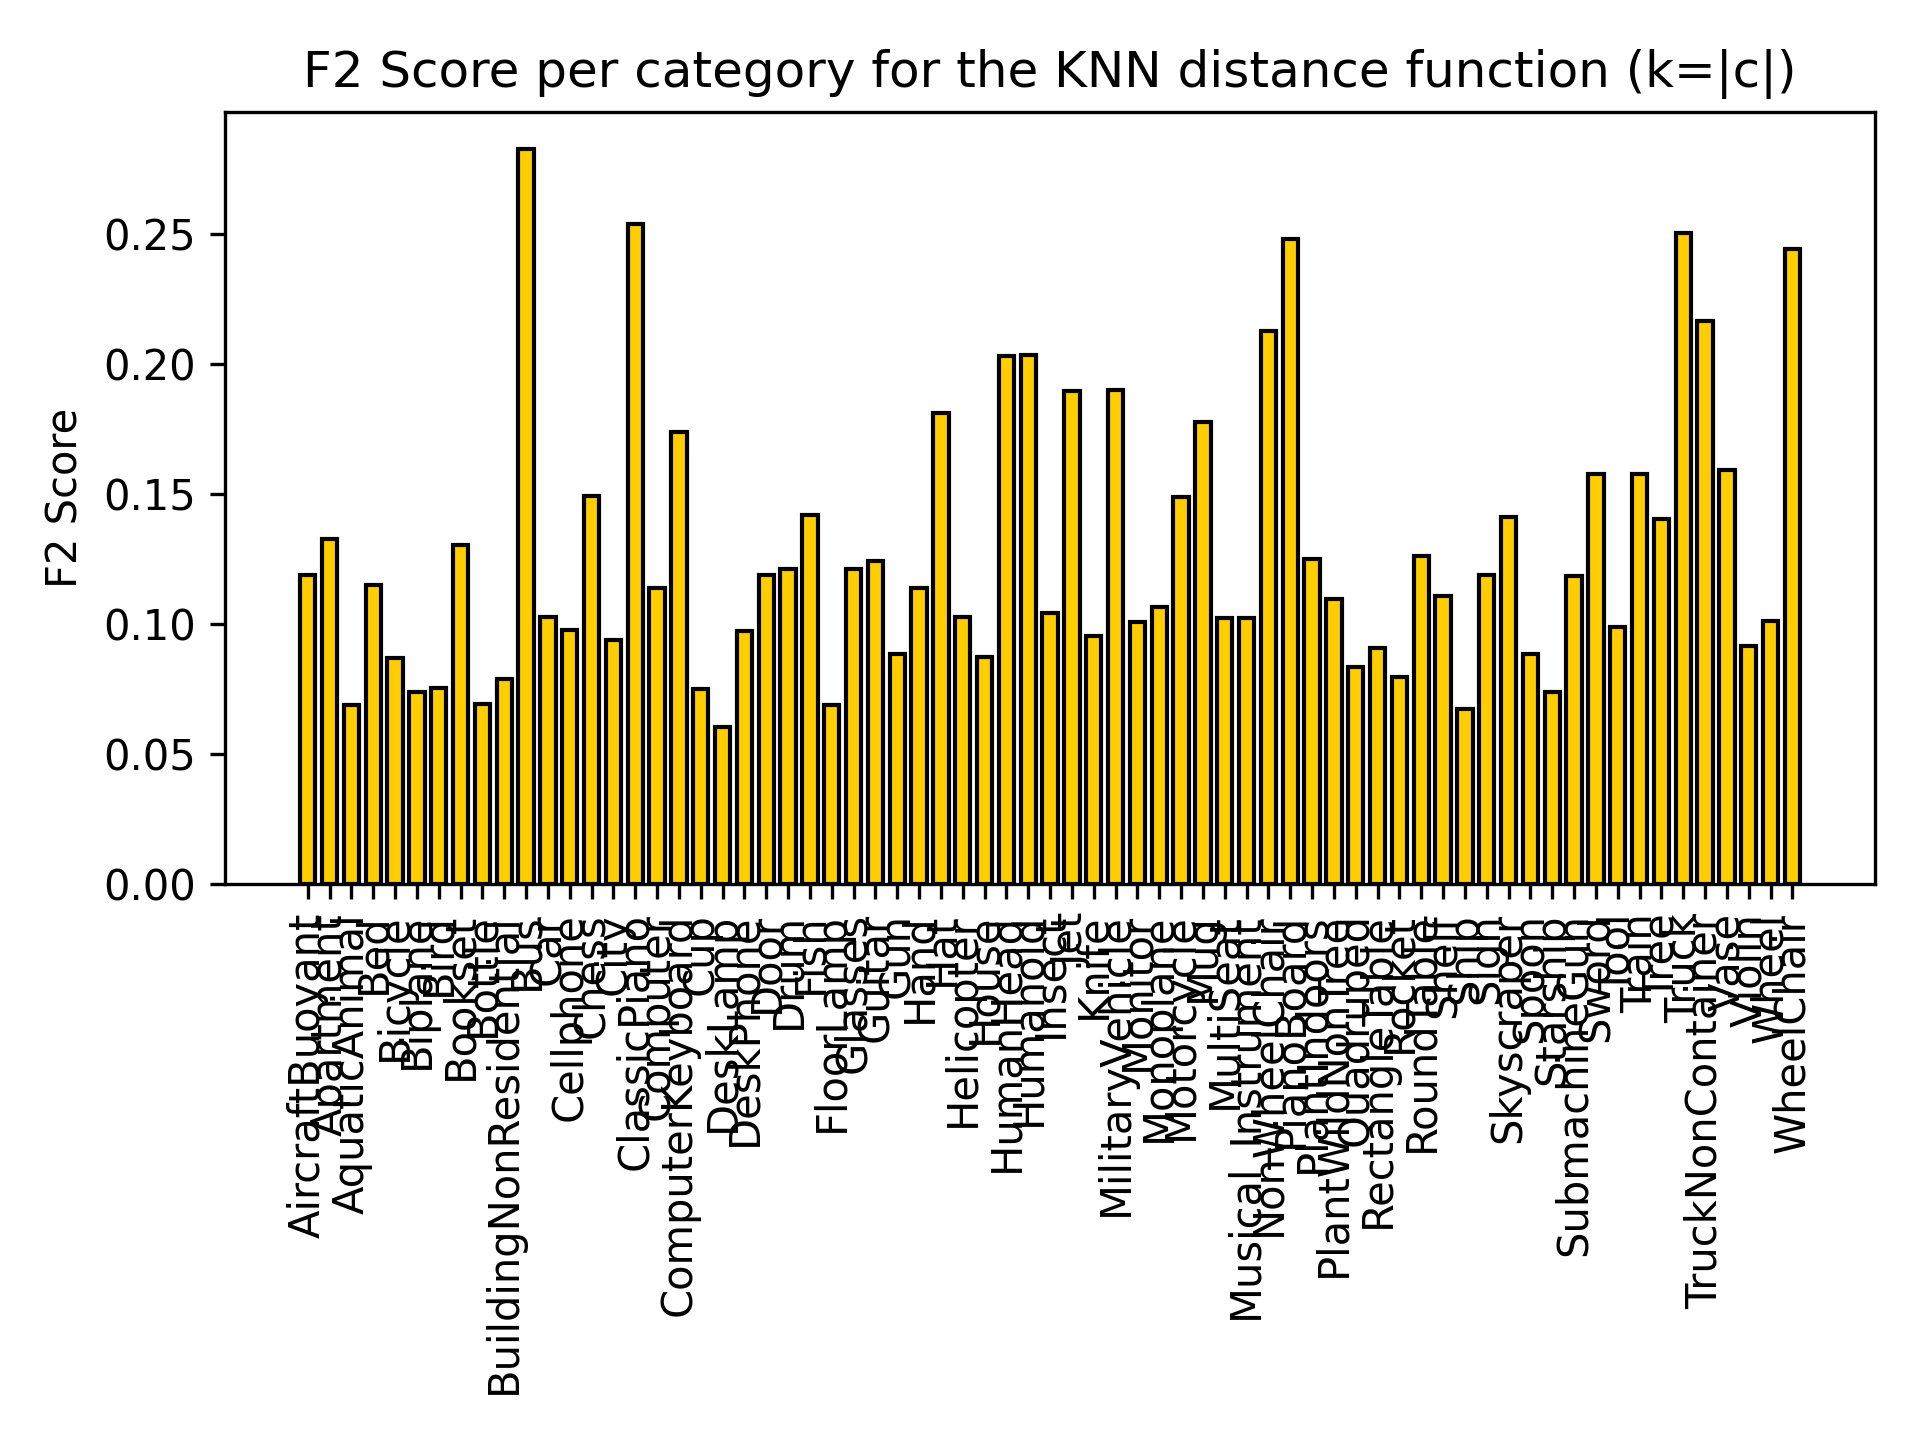 F2 Score per category for the KNN distance function (k=|c|)
F2 Score
0.25
0.20
0.15
0.10
0.05
0.00
AircraftBuoyant
Apartment
AquaticAnimal
Bed
Bicycle
Biplane
Bird
Bookset
Bottle
BuildingNonResidential
Bus
Car
Cellphone
Chess
City
ClassicPiano
Computer
ComputerKeyboard
Cup
DeskLamp
DeskPhone
Door
Drum
Fish
FloorLamp
Glasses
Guitar
Gun
Hand
Hat
Helicopter
House
HumanHead
Humanoid
Insect
Jet
Knife
MilitaryVehicle
Monitor
Monoplane
Motorcycle
Mug
MultiSeat
Musical_Instrument
NonWheelChair
PianoBoard
PlantIndoors
PlantWildNonTree
Quadruped
RectangleTable
Rocket
RoundTable
Shelf
Ship
Sign
Skyscraper
Spoon
Starship
SubmachineGun
Sword
Tool
Train
Tree
Truck
TruckNonContainer
Vase
Violin
Wheel
WheelChair